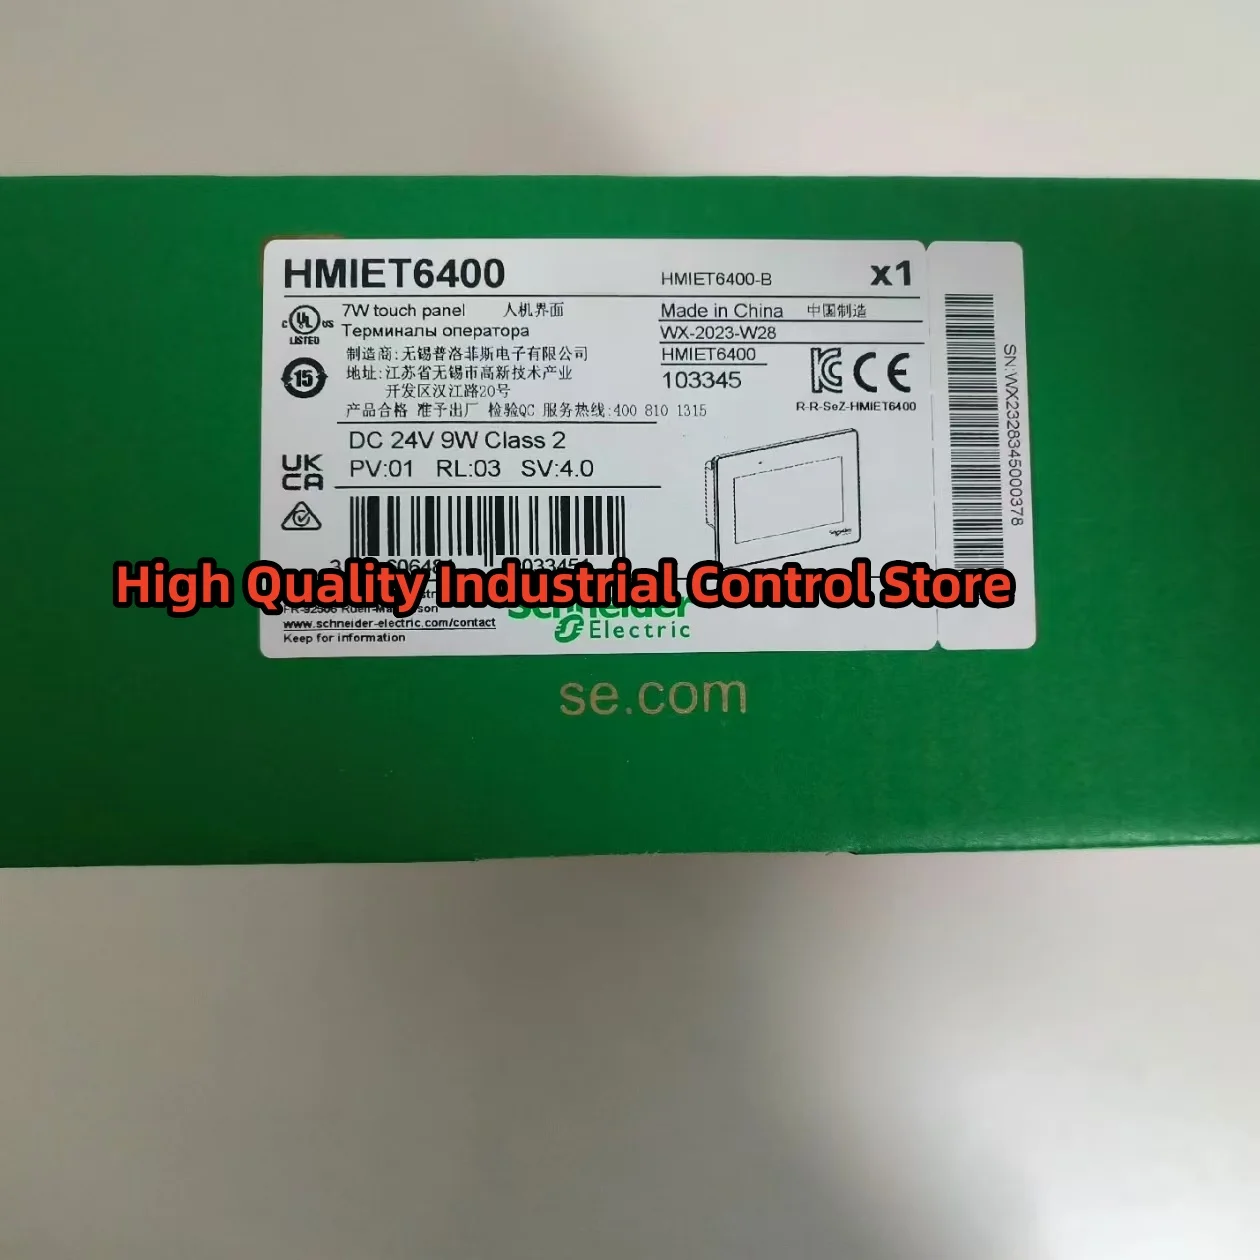 HMIET6400
HMIET6400-B
x1
7W touch panel 人机界面
Терминалы оператора
Made in China 中国制造
WX-2023-W28
HMIET6400
103345
C UL US
LISTED
15
制造商:无锡普洛菲斯电子有限公司
地址:江苏省无锡市高新技术产业
开发区汉江路20号
产品合格 准予出厂 检验QC 服务热线:400 810 1315
CE
R-R-SeZ-HMIET6400
DC 24V 9W Class 2
PV:01 RL:03 SV:4.0
UK
CA
SN:WX2328345000378
High Quality Industrial Control Store
www.schneider-electric.com/contact
Keep for information
Schneider
Electric
se.com